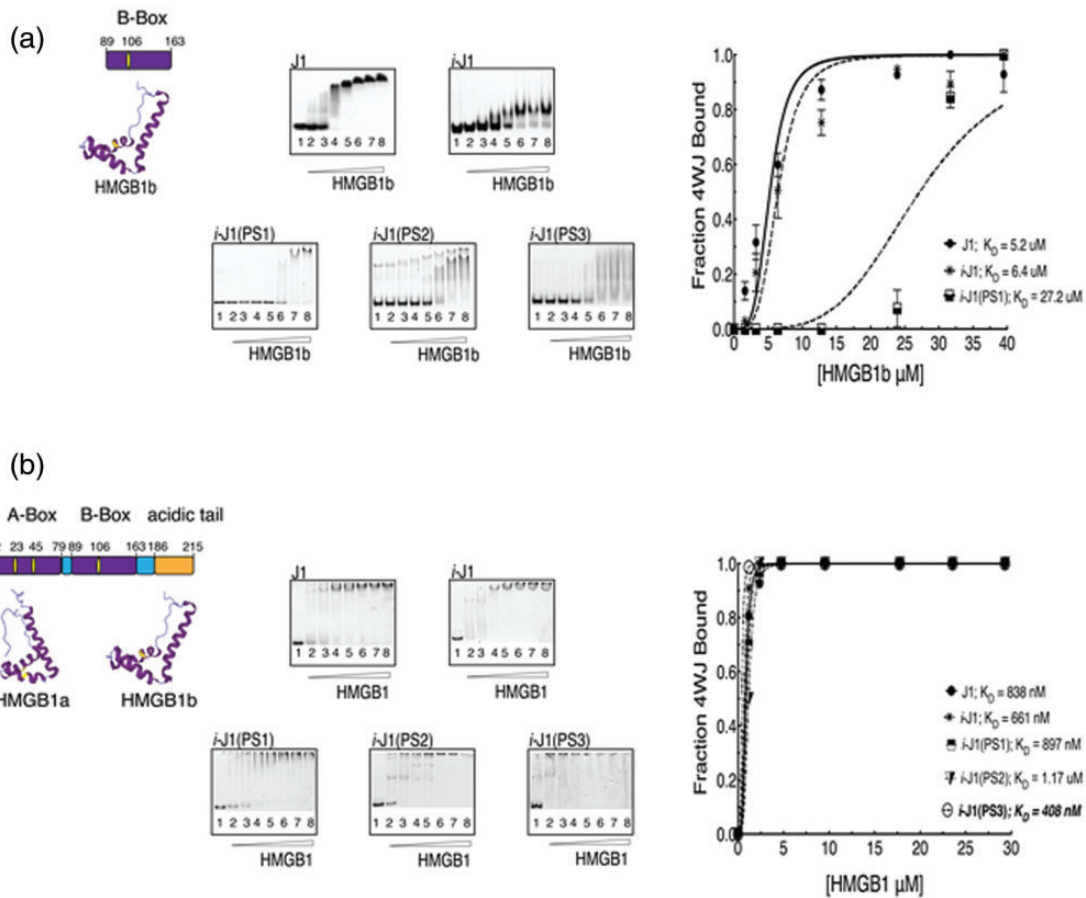 (a)
B-Box
89 106 163
HMGB1b
J1
1 2 3 4 5 6 7 8
HMGB1b
i-J1
1 2 3 4 5 6 7 8
HMGB1b
i-J1(PS1)
1 2 3 4 5 6 7 8
HMGB1b
i-J1(PS2)
1 2 3 4 5 6 7 8
HMGB1b
i-J1(PS3)
1 2 3 4 5 6 7 8
HMGB1b
Fraction 4WJ Bound
1.0
0.8
0.6
0.4
0.2
0.0
0 5 10 15 20 25 30 35 40
[HMGB1b μM]
J1; KD = 5.2 uM
i-J1; KD = 6.4 uM
i-J1(PS1); KD = 27.2 uM
(b)
A-Box B-Box acidic tail
2 23 45 79 89 106 163 186 215
HMGB1a
HMGB1b
J1
1 2 3 4 5 6 7 8
HMGB1
i-J1
1 2 3 4 5 6 7 8
HMGB1
i-J1(PS1)
1 2 3 4 5 6 7 8
HMGB1
i-J1(PS2)
1 2 3 4 5 6 7 8
HMGB1
i-J1(PS3)
1 2 3 4 5 6 7 8
HMGB1
Fraction 4WJ Bound
1.0
0.8
0.6
0.4
0.2
0.0
0 5 10 15 20 25 30
[HMGB1 μM]
J1; KD = 838 nM
i-J1; KD = 661 nM
i-J1(PS1); KD = 897 nM
i-J1(PS2); KD = 1.17 uM
i-J1(PS3); KD = 408 nM